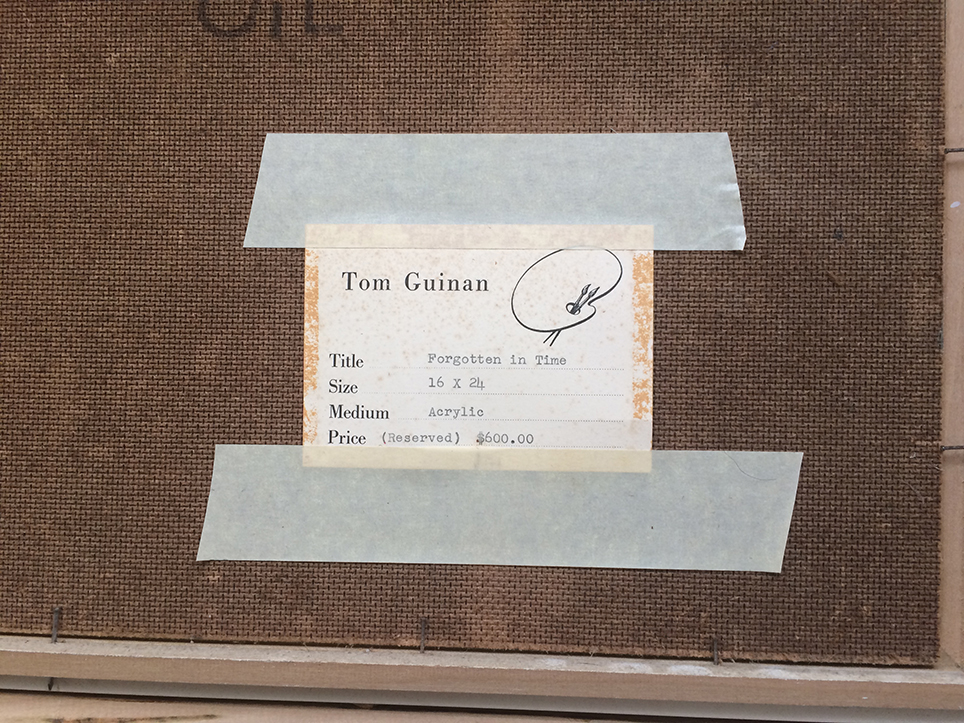 Tom Guinan
Title Forgotten in Time
Size 16 X 24
Medium Acrylic
Price (Reserved) $600.00